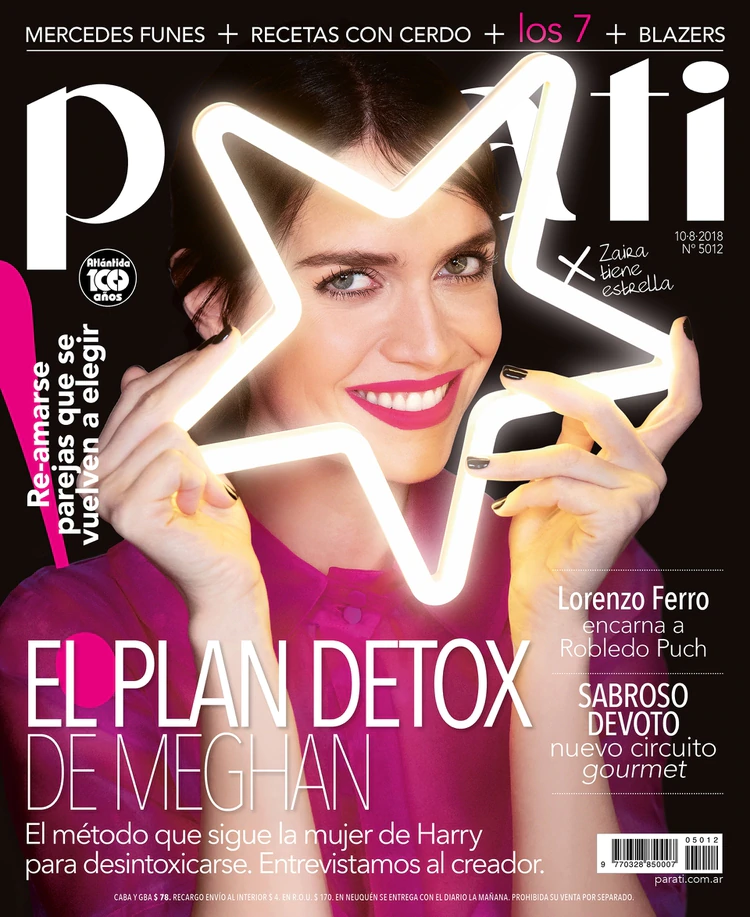 MERCEDES FUNES + RECETAS CON CERDO + los 7 + BLAZERS
para ti
10·8·2018
Nº 5012
Atlántida
100
años
+ Zaira
tiene
estrella
Re-amarse
parejas que se
vuelven a elegir
Lorenzo Ferro
encarna a
Robledo Puch
SABROSO
DEVOTO
nuevo circuito
gourmet
EL PLAN DETOX
DE MEGHAN
El método que sigue la mujer de Harry
para desintoxicarse. Entrevistamos al creador.
05012
9 770328 850007
parati.com.ar
CABA Y GBA $ 78. RECARGO ENVÍO AL INTERIOR $ 4. EN R.O.U. $ 170. EN NEUQUÉN SE ENTREGA CON EL DIARIO LA MAÑANA. PROHIBIDA SU VENTA POR SEPARADO.